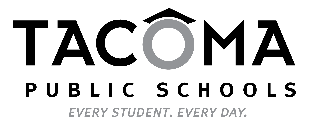 TACOMA
PUBLIC SCHOOLS
EVERY STUDENT. EVERY DAY.